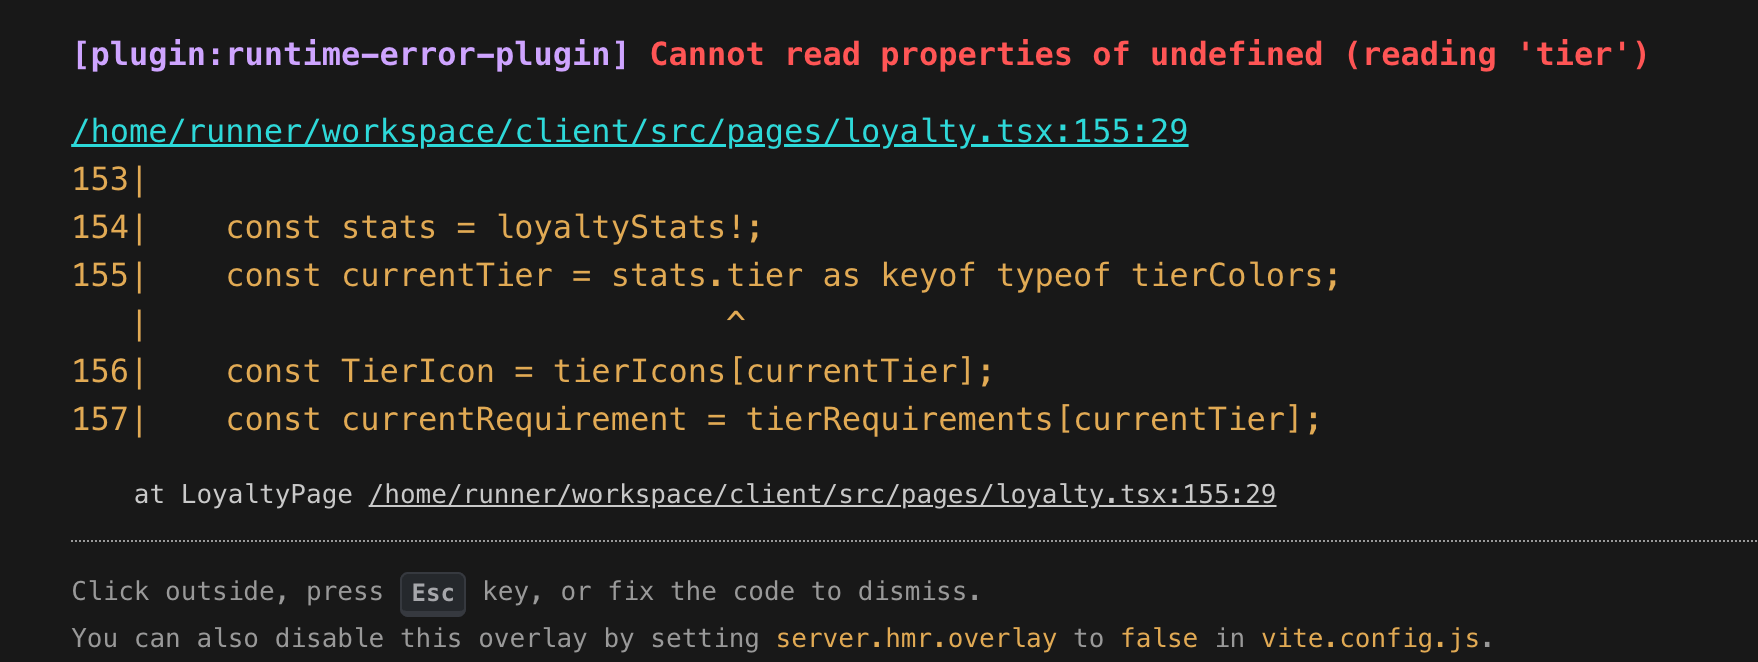 [plugin:runtime-error-plugin] Cannot read properties of undefined (reading 'tier')
/home/runner/workspace/client/src/pages/loyalty.tsx:155:29
153|
154|    const stats = loyaltyStats!;
155|    const currentTier = stats.tier as keyof typeof tierColors;
   |                              ^
156|    const TierIcon = tierIcons[currentTier];
157|    const currentRequirement = tierRequirements[currentTier];
    at LoyaltyPage /home/runner/workspace/client/src/pages/loyalty.tsx:155:29
Click outside, press Esc key, or fix the code to dismiss.
You can also disable this overlay by setting server.hmr.overlay to false in vite.config.js.